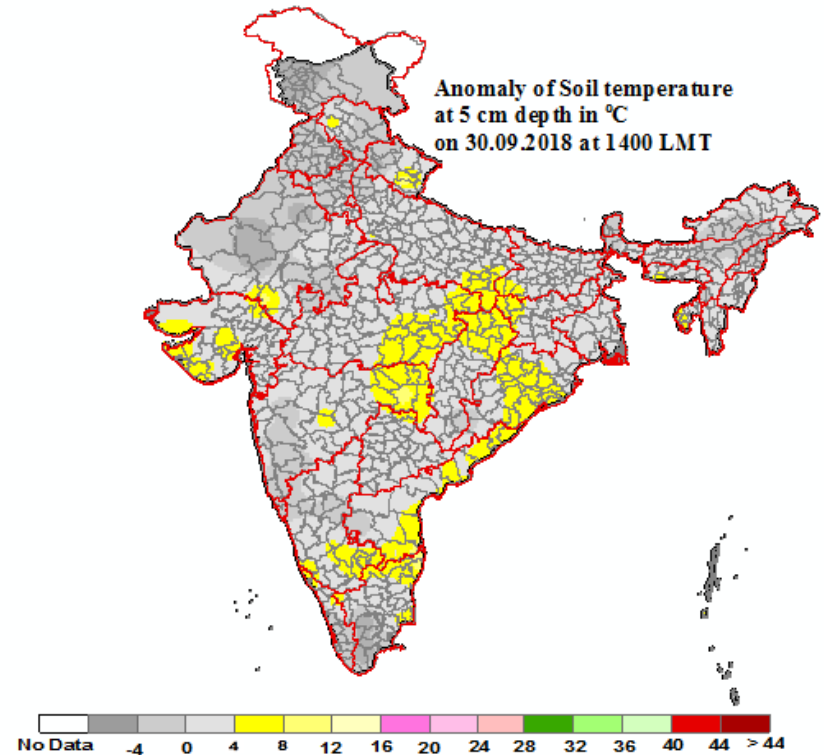 Anomaly of Soil temperature
at 5 cm depth in ⁰C
on 30.09.2018 at 1400 LMT
No Data -4 0 4 8 12 16 20 24 28 32 36 40 44 > 44